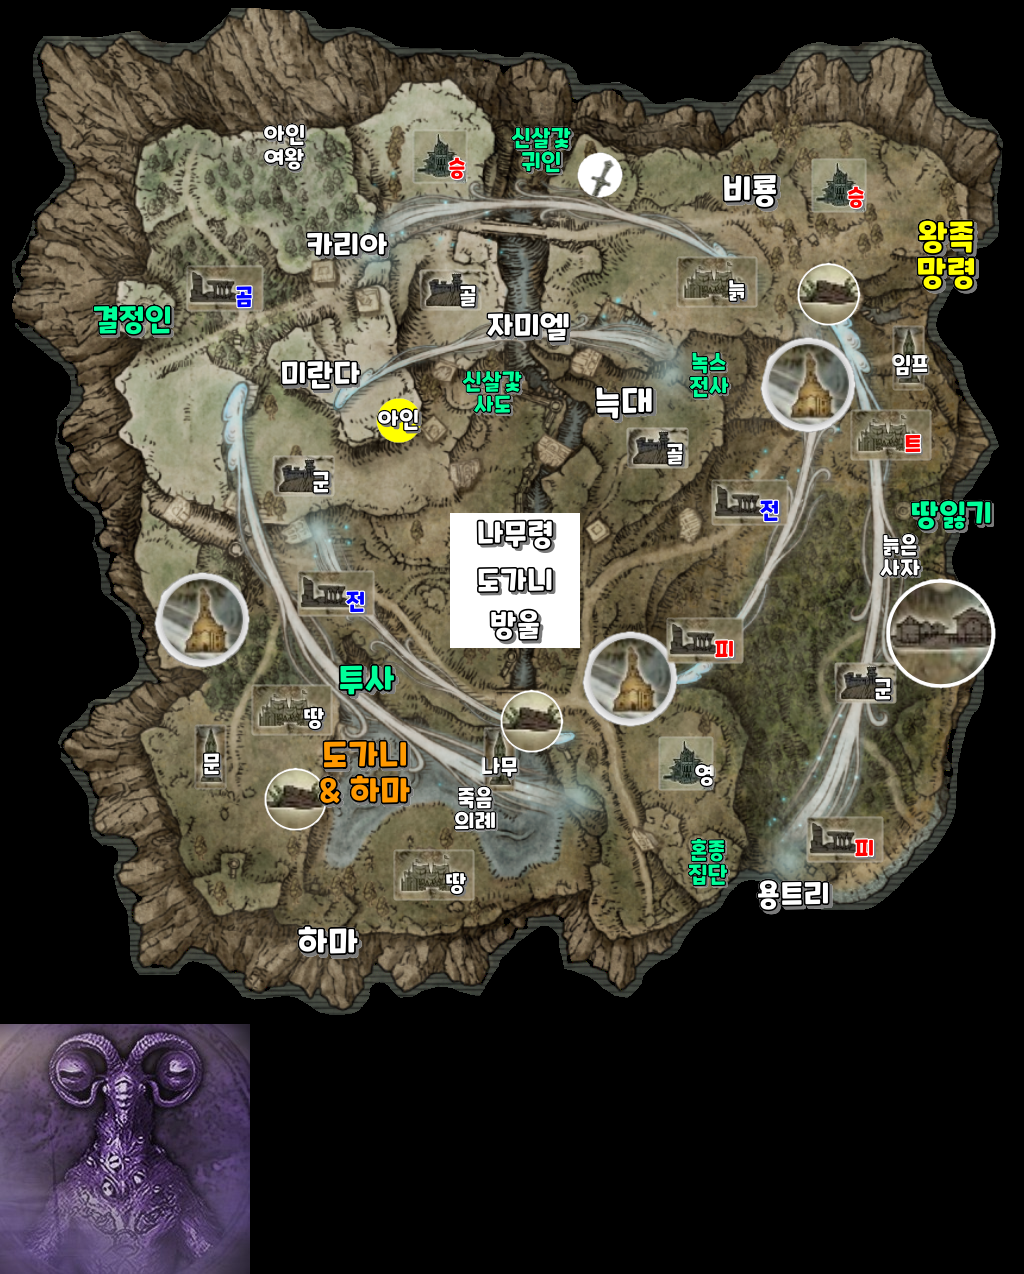 아인
여왕
승
신살갗
귀인
비룡
승
왕족
망령
카리아
곰
골
늙
결정인
자미엘
임프
미란다
신살갗
사도
녹스
전사
아인
늑대
트
골
군
전
땅잃기
나무령
도가니
방울
늙은
사자
전
피
투사
군
땅
문
도가니
& 하마
나무
영
죽음
의례
혼종
집단
피
땅
용트리
하마